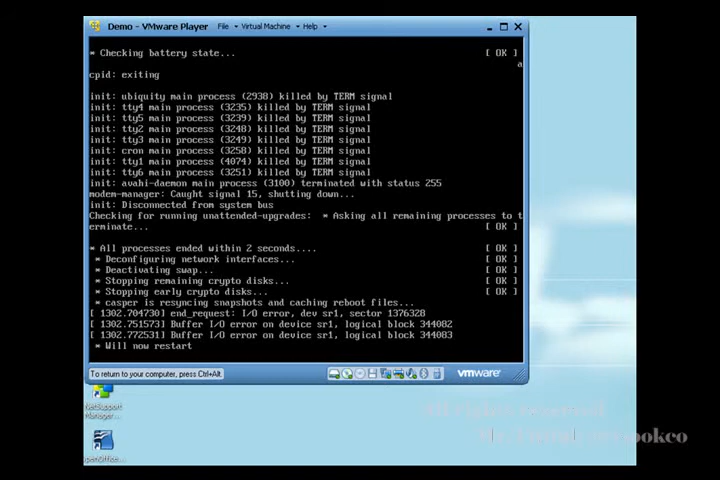 Demo - VMware Player File Virtual Machine Help
* Checking battery state... [ OK ]
a
cpid: exiting
init: ubiquity main process (2938) killed by TERM signal
init: tty4 main process (3235) killed by TERM signal
init: tty5 main process (3239) killed by TERM signal
init: tty2 main process (3248) killed by TERM signal
init: tty3 main process (3249) killed by TERM signal
init: cron main process (3258) killed by TERM signal
init: tty1 main process (4074) killed by TERM signal
init: tty6 main process (3251) killed by TERM signal
init: avahi-daemon main process (3100) terminated with status 255
modem-manager: Caught signal 15, shutting down...
init: Disconnected from system bus
Checking for running unattended-upgrades: * Asking all remaining processes to t
erminate... [ OK ]
* All processes ended within 2 seconds.... [ OK ]
* Deconfiguring network interfaces... [ OK ]
* Deactivating swap... [ OK ]
* Stopping remaining crypto disks... [ OK ]
* Stopping early crypto disks... [ OK ]
* casper is resyncing snapshots and caching reboot files...
[ 1302.704730] end_request: I/O error, dev sr1, sector 1376328
[ 1302.751573] Buffer I/O error on device sr1, logical block 344082
[ 1302.772531] Buffer I/O error on device sr1, logical block 344083
* Will now restart
To return to your computer, press Ctrl+Alt. vmware
NetSupport
Manager...
penOffice...
All rights reserved